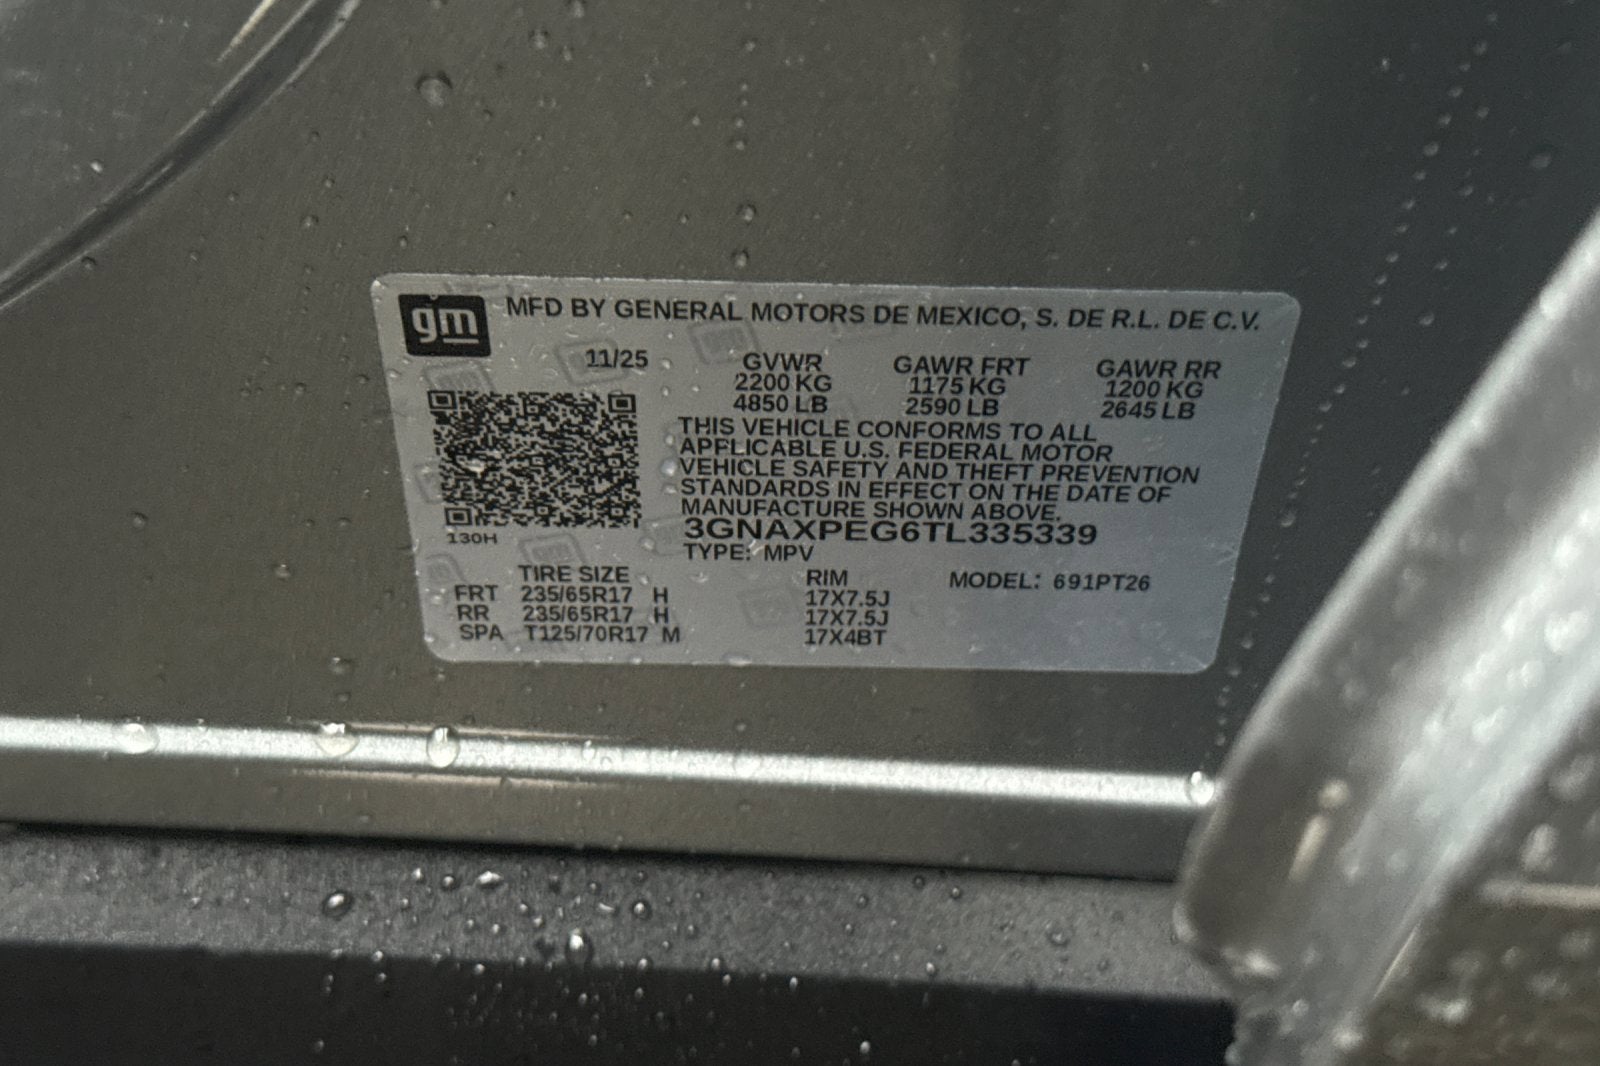 gm MFD BY GENERAL MOTORS DE MEXICO, S. DE R.L. DE C.V.
11/25 GVWR GAWR FRT GAWR RR
2200 KG 1175 KG 1200 KG
4850 LB 2590 LB 2645 LB
THIS VEHICLE CONFORMS TO ALL
APPLICABLE U.S. FEDERAL MOTOR
VEHICLE SAFETY AND THEFT PREVENTION
STANDARDS IN EFFECT ON THE DATE OF
MANUFACTURE SHOWN ABOVE.
3GNAXPEG6TL335339
130H
TYPE: MPV
TIRE SIZE RIM MODEL: 691PT26
FRT 235/65R17 H 17X7.5J
RR 235/65R17 H 17X7.5J
SPA T125/70R17 M 17X4BT